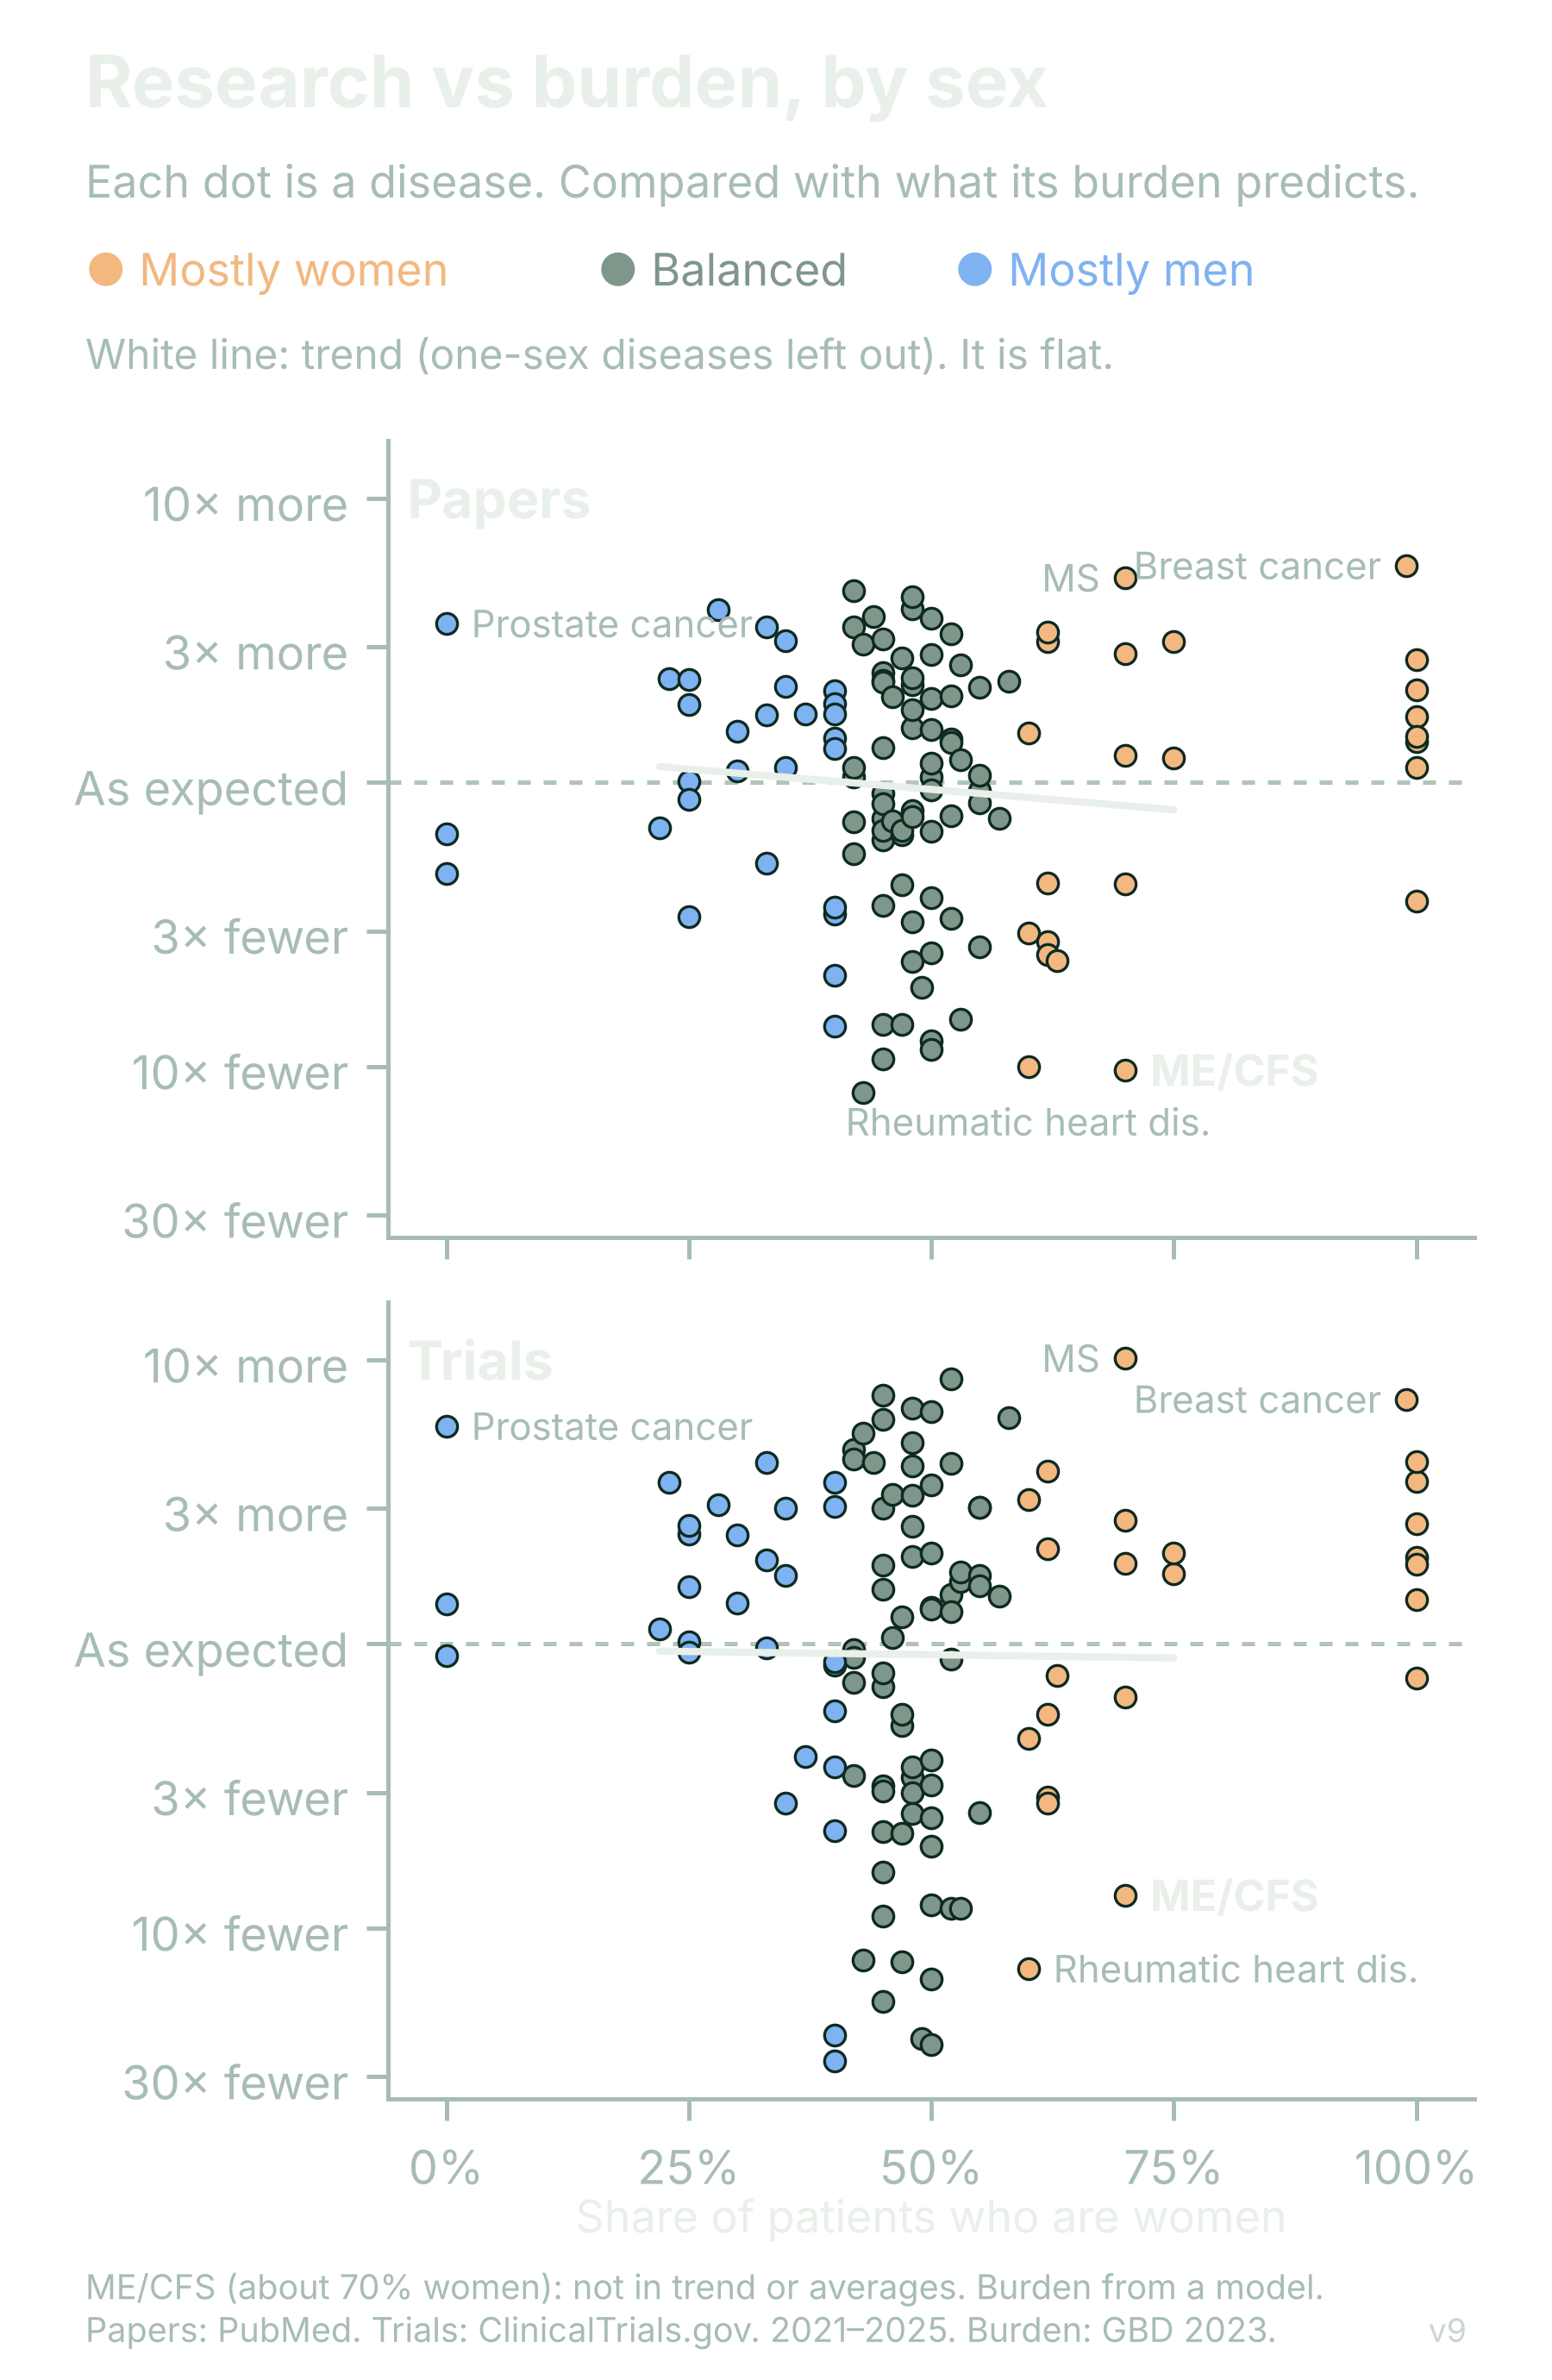 Research vs burden, by sex
Each dot is a disease. Compared with what its burden predicts.
Mostly women
Balanced
Mostly men
White line: trend (one-sex diseases left out). It is flat.
Papers
10× more
3× more
As expected
3× fewer
10× fewer
30× fewer
MS
Breast cancer
Prostate cancer
ME/CFS
Rheumatic heart dis.
Trials
10× more
3× more
As expected
3× fewer
10× fewer
30× fewer
MS
Breast cancer
Prostate cancer
ME/CFS
Rheumatic heart dis.
0%
25%
50%
75%
100%
Share of patients who are women
ME/CFS (about 70% women): not in trend or averages. Burden from a model.
Papers: PubMed. Trials: ClinicalTrials.gov. 2021–2025. Burden: GBD 2023.
v9